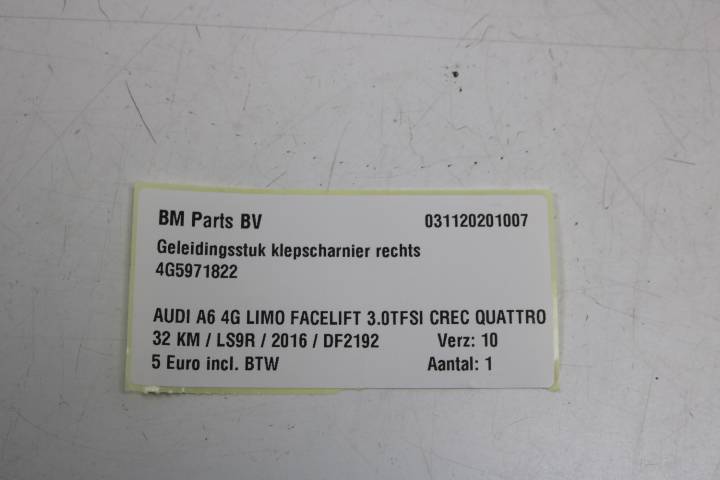 BM Parts BV 031120201007
Geleidingsstuk klepscharnier rechts
4G5971822
AUDI A6 4G LIMO FACELIFT 3.0TFSI CREC QUATTRO
32 KM / LS9R / 2016 / DF2192 Verz: 10
5 Euro incl. BTW Aantal: 1